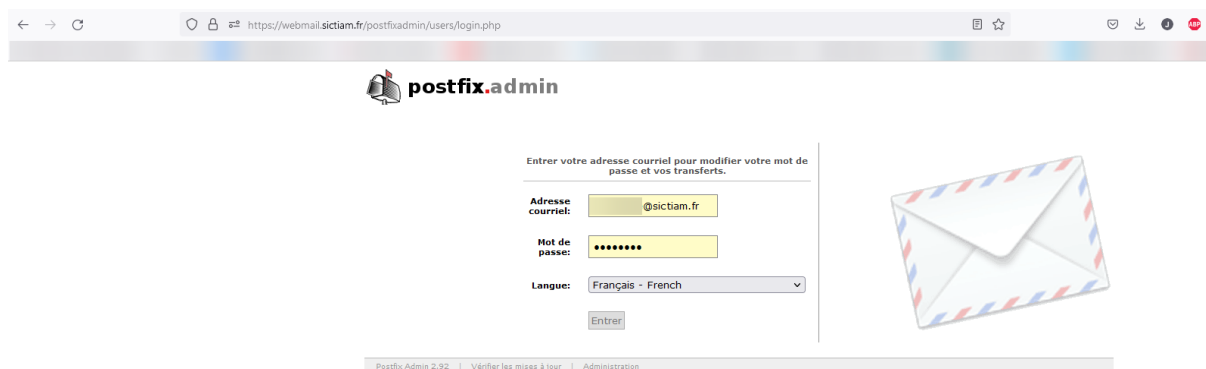 https://webmail.sictiam.fr/postfixadmin/users/login.php
J
ABP
postfix.admin
Entrer votre adresse courriel pour modifier votre mot de
passe et vos transferts.
Adresse
courriel:
@sictiam.fr
Mot de
passe:
Langue:
Français - French
Entrer
Postfix Admin 2.92 | Vérifier les mises à jour | Administration